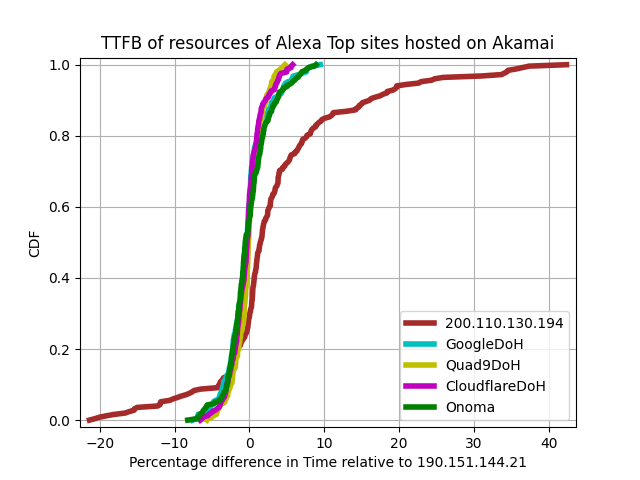 TTFB of resources of Alexa Top sites hosted on Akamai
1.0
0.8
0.6
0.4
0.2
0.0
CDF
200.110.130.194
GoogleDoH
Quad9DoH
CloudflareDoH
Onoma
−20
−10
0
10
20
30
40
Percentage difference in Time relative to 190.151.144.21